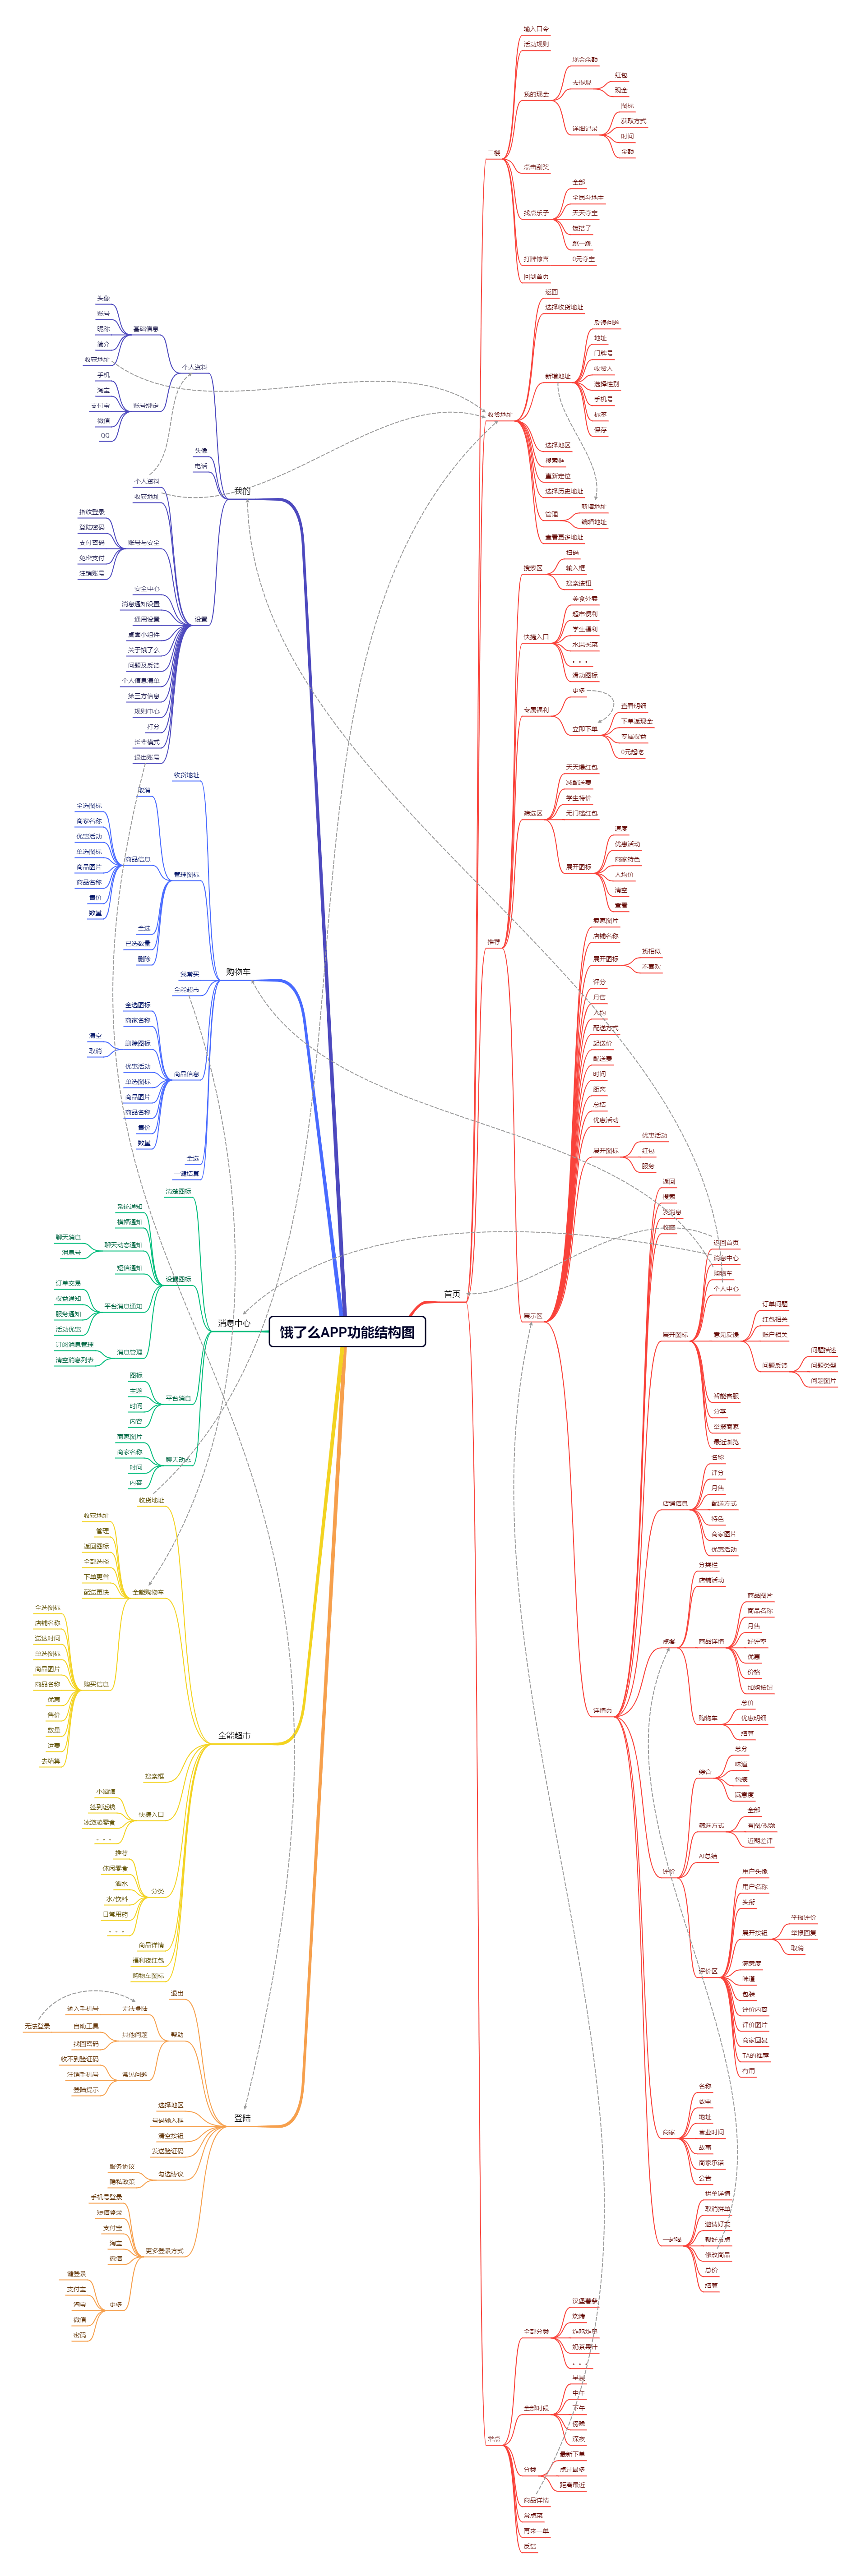 饿了么APP功能结构图
首页
二楼
输入口令
活动规则
我的现金
现金余额
去提现
红包
现金
详细记录
图标
获取方式
时间
金额
点击刮奖
找点乐子
全部
全民斗地主
天天夺宝
饭搭子
跳一跳
打牌惊喜
0元夺宝
回到首页
收货地址
返回
选择收货地址
新增地址
反馈问题
地址
门牌号
收货人
选择性别
手机号
标签
保存
选择地区
搜索框
重新定位
选择历史地址
管理
新增地址
编辑地址
查看更多地址
推荐
搜索区
扫码
输入框
搜索按钮
快捷入口
美食外卖
超市便利
学生福利
水果买菜
。。。
滑动图标
专属福利
更多
立即下单
查看明细
下单返现金
专属权益
0元起吃
筛选区
天天爆红包
减配送费
学生特价
无门槛红包
展开图标
速度
优惠活动
商家特色
人均价
清空
查看
展示区
卖家图片
店铺名称
展开图标
找相似
不喜欢
评分
月售
人均
配送方式
起送价
配送费
时间
距离
总结
优惠活动
展开图标
优惠活动
红包
服务
详情页
返回
搜索
发消息
收藏
展开图标
返回首页
消息中心
购物车
个人中心
意见反馈
订单问题
红包相关
账户相关
问题反馈
问题描述
问题类型
问题图片
智能客服
分享
举报商家
最近浏览
店铺信息
名称
评分
月售
配送方式
特色
商家图片
优惠活动
点餐
分类栏
店铺活动
商品详情
商品图片
商品名称
月售
好评率
优惠
价格
加购按钮
购物车
总价
优惠明细
结算
评价
综合
总分
味道
包装
满意度
筛选方式
全部
有图/视频
近期差评
AI总结
评价区
用户头像
用户名称
头衔
展开按钮
举报评价
举报回复
取消
满意度
味道
包装
评价内容
评价图片
商家回复
TA的推荐
有用
商家
名称
致电
地址
营业时间
故事
商家承诺
公告
一起喝
拼单详情
取消拼单
邀请好友
帮好友点
修改商品
总价
结算
常点
全部分类
汉堡薯条
烧烤
炸鸡炸串
奶茶果汁
。。。
全部时段
早晨
中午
下午
傍晚
深夜
分类
最新下单
点过最多
距离最近
商品详情
常点菜
再来一单
反馈
我的
个人资料
基础信息
头像
账号
昵称
简介
收获地址
账号绑定
手机
淘宝
支付宝
微信
QQ
头像
电话
设置
个人资料
收获地址
账号与安全
指纹登录
登陆密码
支付密码
免密支付
注销账号
安全中心
消息通知设置
通用设置
桌面小组件
关于饿了么
问题及反馈
个人信息清单
第三方信息
规则中心
打分
长辈模式
退出账号
购物车
收货地址
管理图标
取消
商品信息
全选图标
商家名称
优惠活动
单选图标
商品图片
商品名称
售价
数量
全选
已选数量
删除
我常买
全能超市
商品信息
全选图标
商家名称
删除图标
清空
取消
优惠活动
单选图标
商品图片
商品名称
售价
数量
全选
一键结算
消息中心
清楚图标
设置图标
系统通知
横幅通知
聊天动态通知
聊天消息
消息号
短信通知
平台消息通知
订单交易
权益通知
服务通知
活动优惠
消息管理
订阅消息管理
清空消息列表
平台消息
图标
主题
时间
内容
聊天动态
商家图片
商家名称
时间
内容
全能超市
收货地址
全能购物车
收获地址
管理
返回图标
全部选择
下单更省
配送更快
购买信息
全选图标
店铺名称
送达时间
单选图标
商品图片
商品名称
优惠
售价
数量
运费
去结算
搜索框
快捷入口
小酒馆
签到返钱
冰激凌零食
。。。
分类
推荐
休闲零食
酒水
水/饮料
日常用药
。。。
商品详情
福利夜红包
购物车图标
登陆
退出
帮助
无法登陆
输入手机号
其他问题
自助工具
无法登录
找回密码
常见问题
收不到验证码
注销手机号
登陆提示
选择地区
号码输入框
清空按钮
发送验证码
勾选协议
服务协议
隐私政策
更多登录方式
手机号登录
短信登录
支付宝
淘宝
微信
更多
一键登录
支付宝
淘宝
微信
密码